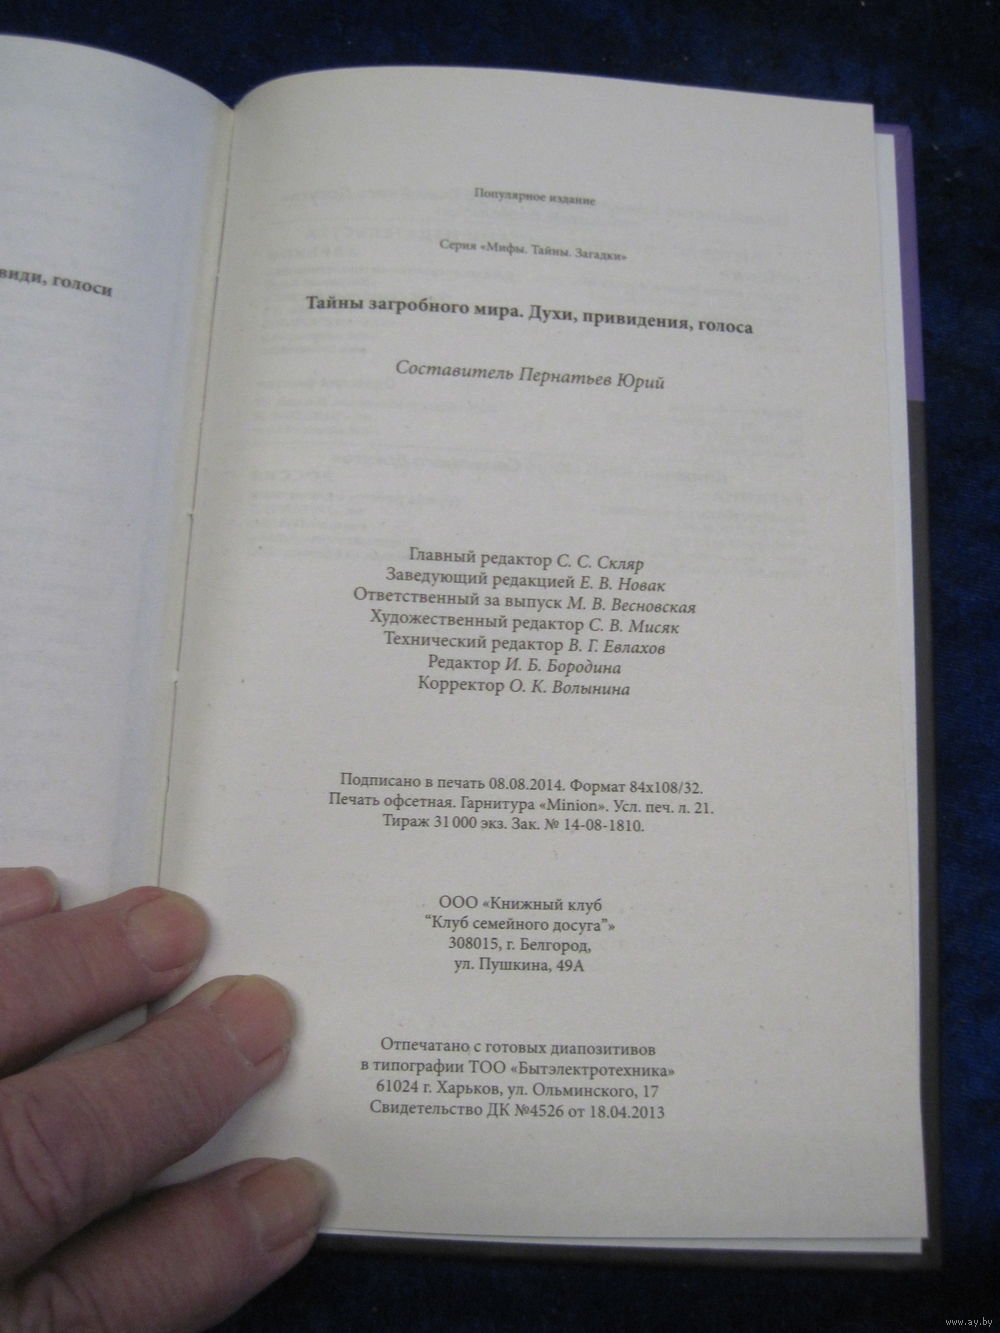 види, голоси
Популярное издание
Серия «Мифы. Тайны. Загадки»
Тайны загробного мира. Духи, привидения, голоса
Составитель Пернатьев Юрий
Главный редактор С. С. Скляр
Заведующий редакцией Е. В. Новак
Ответственный за выпуск М. В. Весновская
Художественный редактор С. В. Мисяк
Технический редактор В. Г. Евлахов
Редактор И. Б. Бородина
Корректор О. К. Волынина
Подписано в печать 08.08.2014. Формат 84x108/32.
Печать офсетная. Гарнитура «Minion». Усл. печ. л. 21.
Тираж 31 000 экз. Зак. № 14-08-1810.
ООО «Книжный клуб
“Клуб семейного досуга”»
308015, г. Белгород,
ул. Пушкина, 49А
Отпечатано с готовых диапозитивов
в типографии ТОО «Бытэлектротехника»
61024 г. Харьков, ул. Ольминского, 17
Свидетельство ДК №4526 от 18.04.2013
www.ay.by